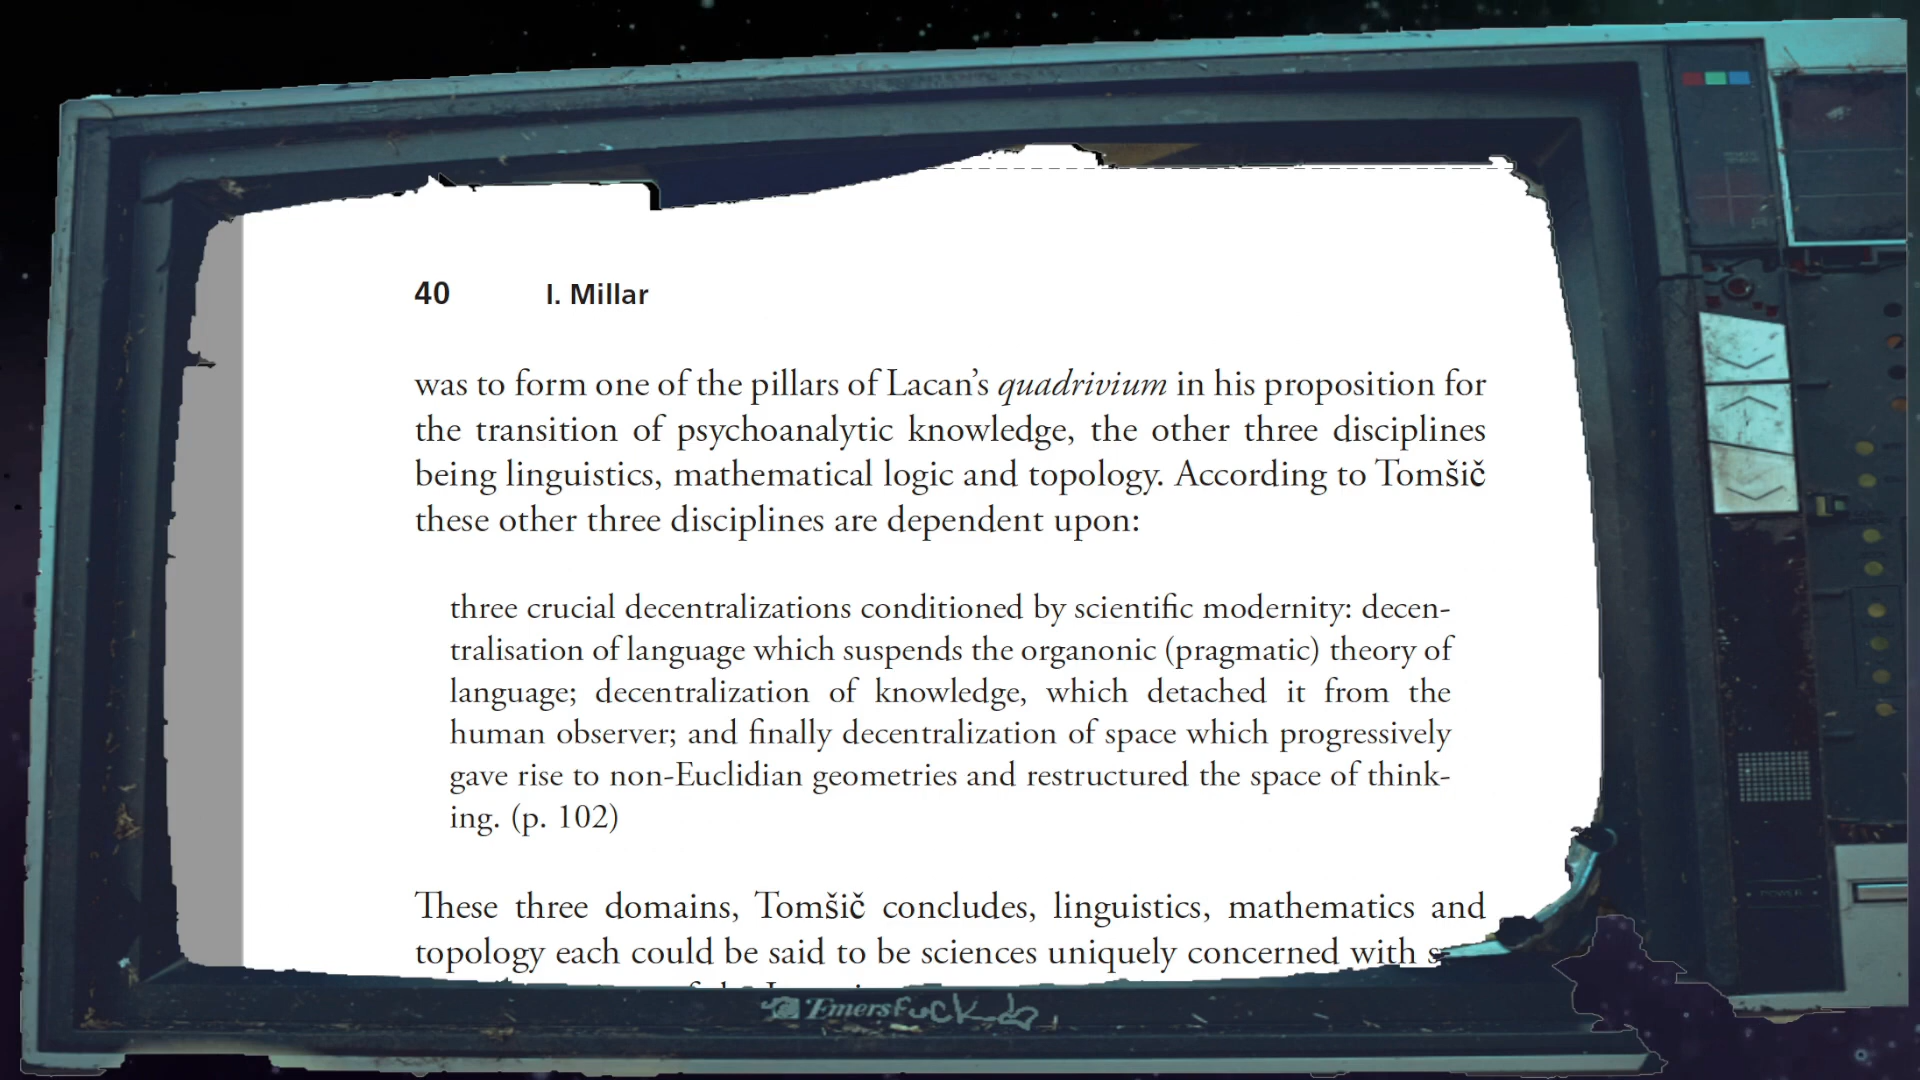 40 I. Millar
was to form one of the pillars of Lacan’s quadrivium in his proposition for
the transition of psychoanalytic knowledge, the other three disciplines
being linguistics, mathematical logic and topology. According to Tomšič
these other three disciplines are dependent upon:
three crucial decentralizations conditioned by scientific modernity: decen-
tralisation of language which suspends the organonic (pragmatic) theory of
language; decentralization of knowledge, which detached it from the
human observer; and finally decentralization of space which progressively
gave rise to non-Euclidian geometries and restructured the space of think-
ing. (p. 102)
These three domains, Tomšič concludes, linguistics, mathematics and
topology each could be said to be sciences uniquely concerned with
POWER